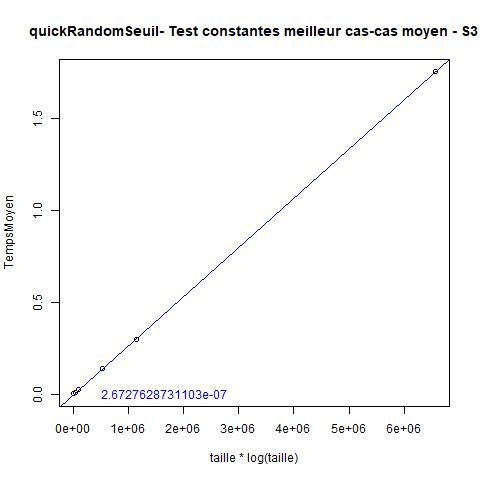 quickRandomSeuil- Test constantes meilleur cas-cas moyen - S3
TempsMoyen
1.5
1.0
0.5
0.0
2.6727628731103e-07
0e+00 1e+06 2e+06 3e+06 4e+06 5e+06 6e+06
taille * log(taille)